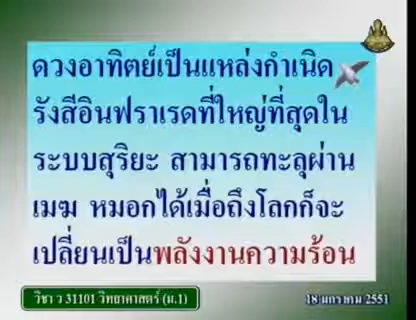 ดวงอาทิตย์เป็นแหล่งกำเนิด
รังสีอินฟราเรดที่ใหญ่ที่สุดใน
ระบบสุริยะ สามารถทะลุผ่าน
เมฆ หมอกได้เมื่อถึงโลกก็จะ
เปลี่ยนเป็นพลังงานความร้อน
วิชา ว 31101 วิทยาศาสตร์ (ม.1)
18 มกราคม 2551